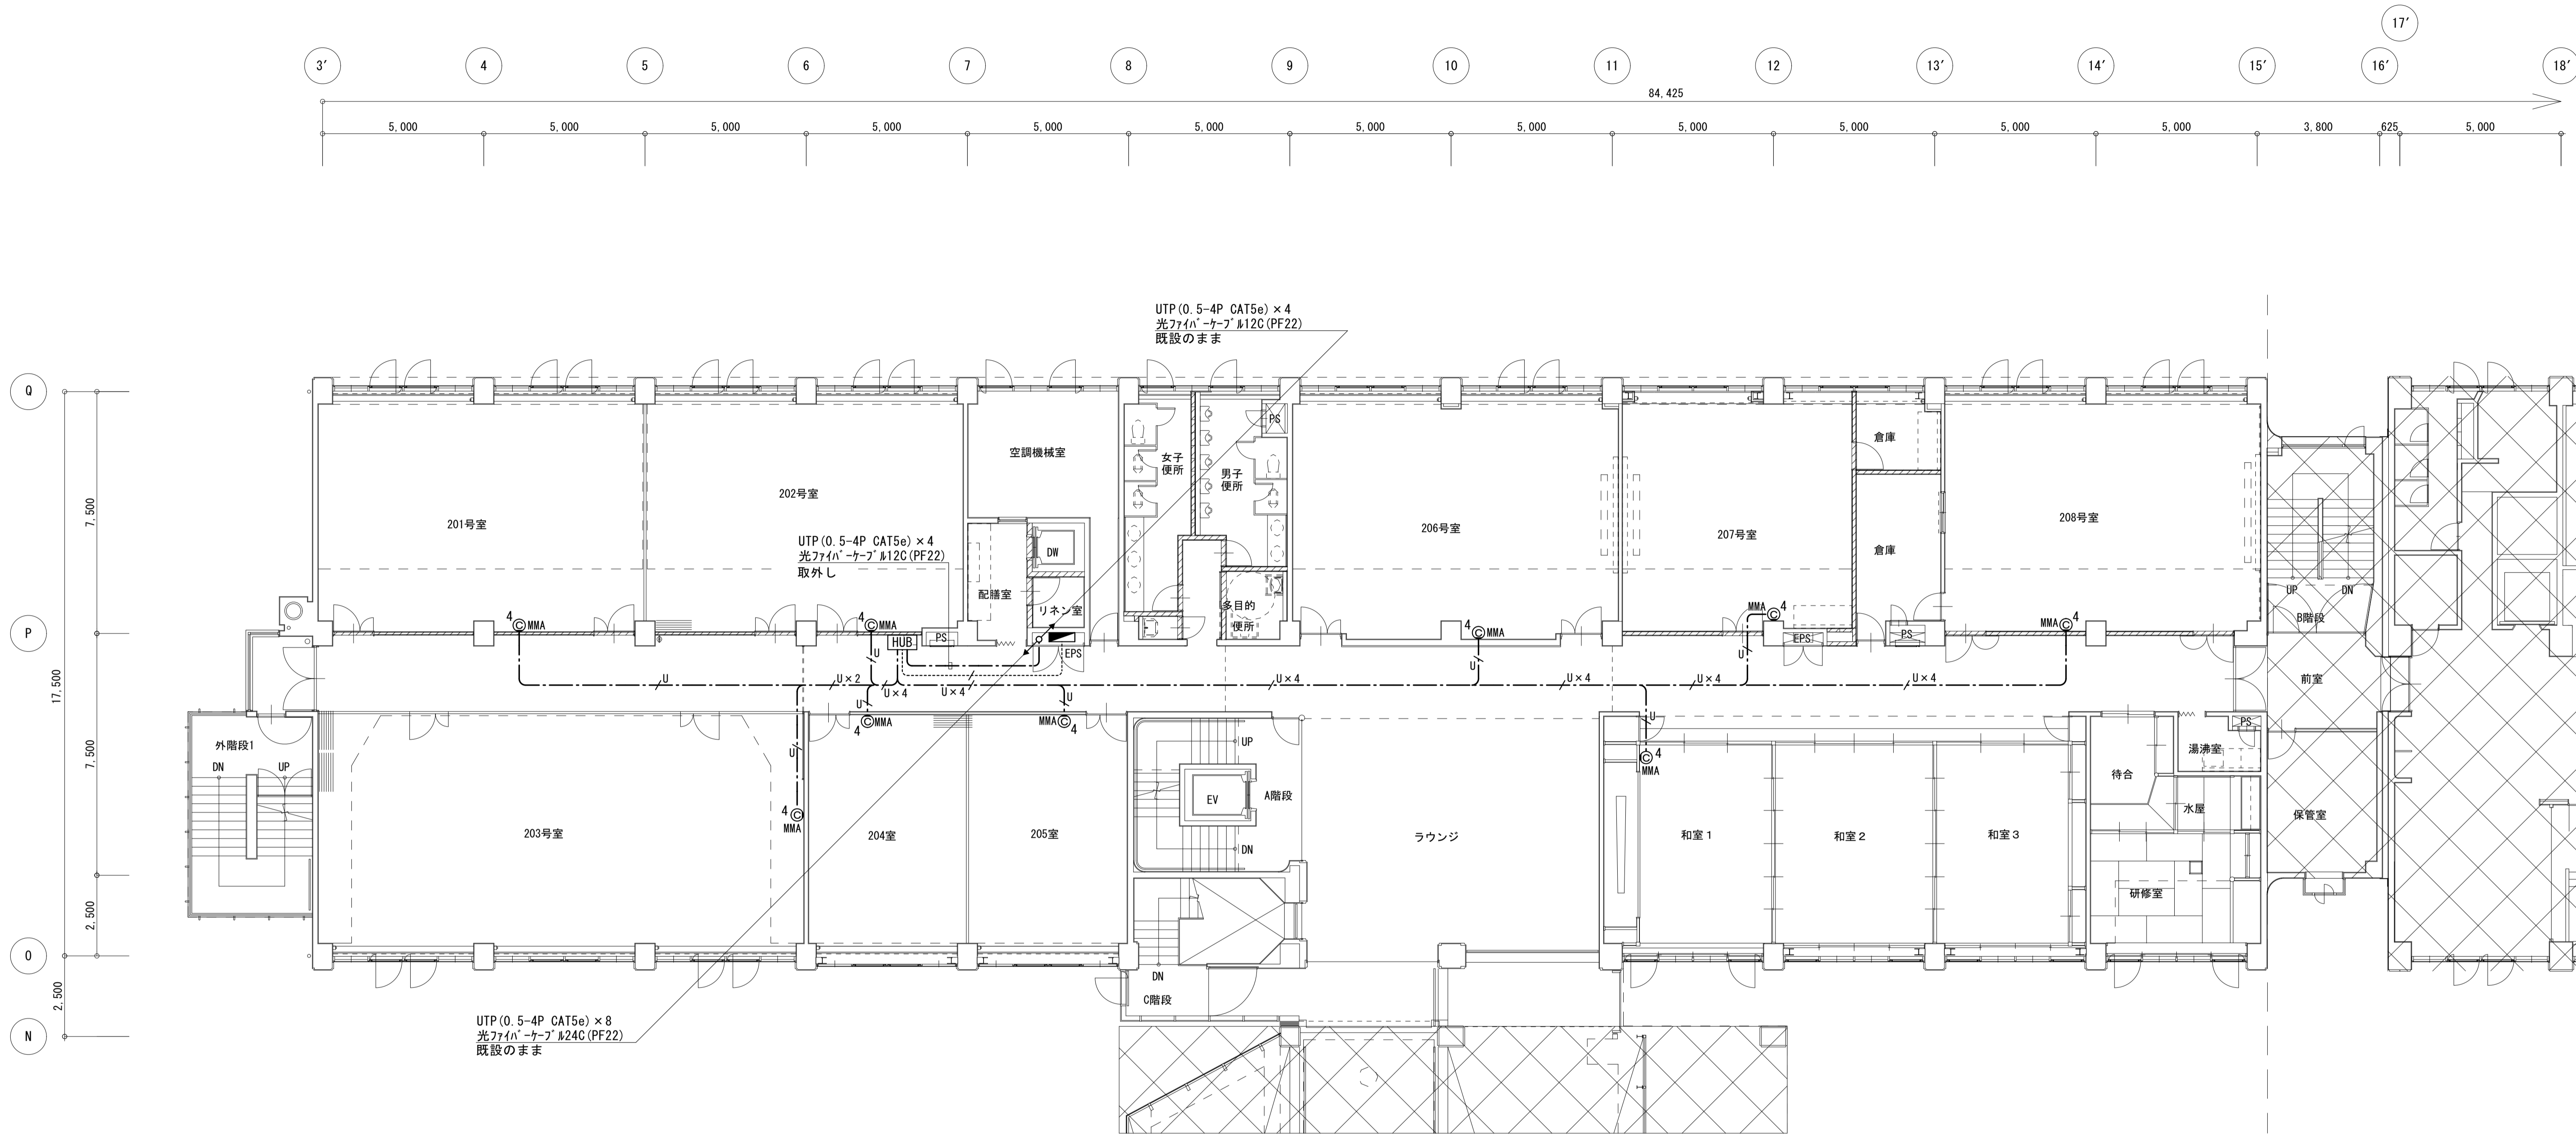 17′
3′ 4 5 6 7 8 9 10 11 12 13′ 14′ 15′ 16′ 18′
84,425
5,000 5,000 5,000 5,000 5,000 5,000 5,000 5,000 5,000 5,000 5,000 5,000 3,800 625 5,000
UTP(0.5-4P CAT5e)×4
光ファイバーケーブル12C(PF22)
既設のまま
Q
P
O
N
7,500
17,500
7,500
2,500
2,500
201号室
202号室
空調機械室
女子
便所
男子
便所
PS
206号室
207号室
倉庫
倉庫
208号室
UTP(0.5-4P CAT5e)×4
光ファイバーケーブル12C(PF22)
取外し
配膳室
DW
リネン室
多目的
便所
UP
DN
B階段
4
MMA
4
MMA
HUB
PS
EPS
4
MMA
MMA
4
EPS
PS
MMA
4
U
U
U×2
U×4
U×4
U×4
U
U×4
U×4
U
U×4
前室
U
U
MMA
4
MMA
4
U
U
4
MMA
4
MMA
外階段1
DN
UP
203号室
204室
205室
UP
EV
A階段
DN
ラウンジ
和室1
和室2
和室3
待合
湯沸室
PS
水屋
研修室
保管室
DN
C階段
UTP(0.5-4P CAT5e)×8
光ファイバーケーブル24C(PF22)
既設のまま